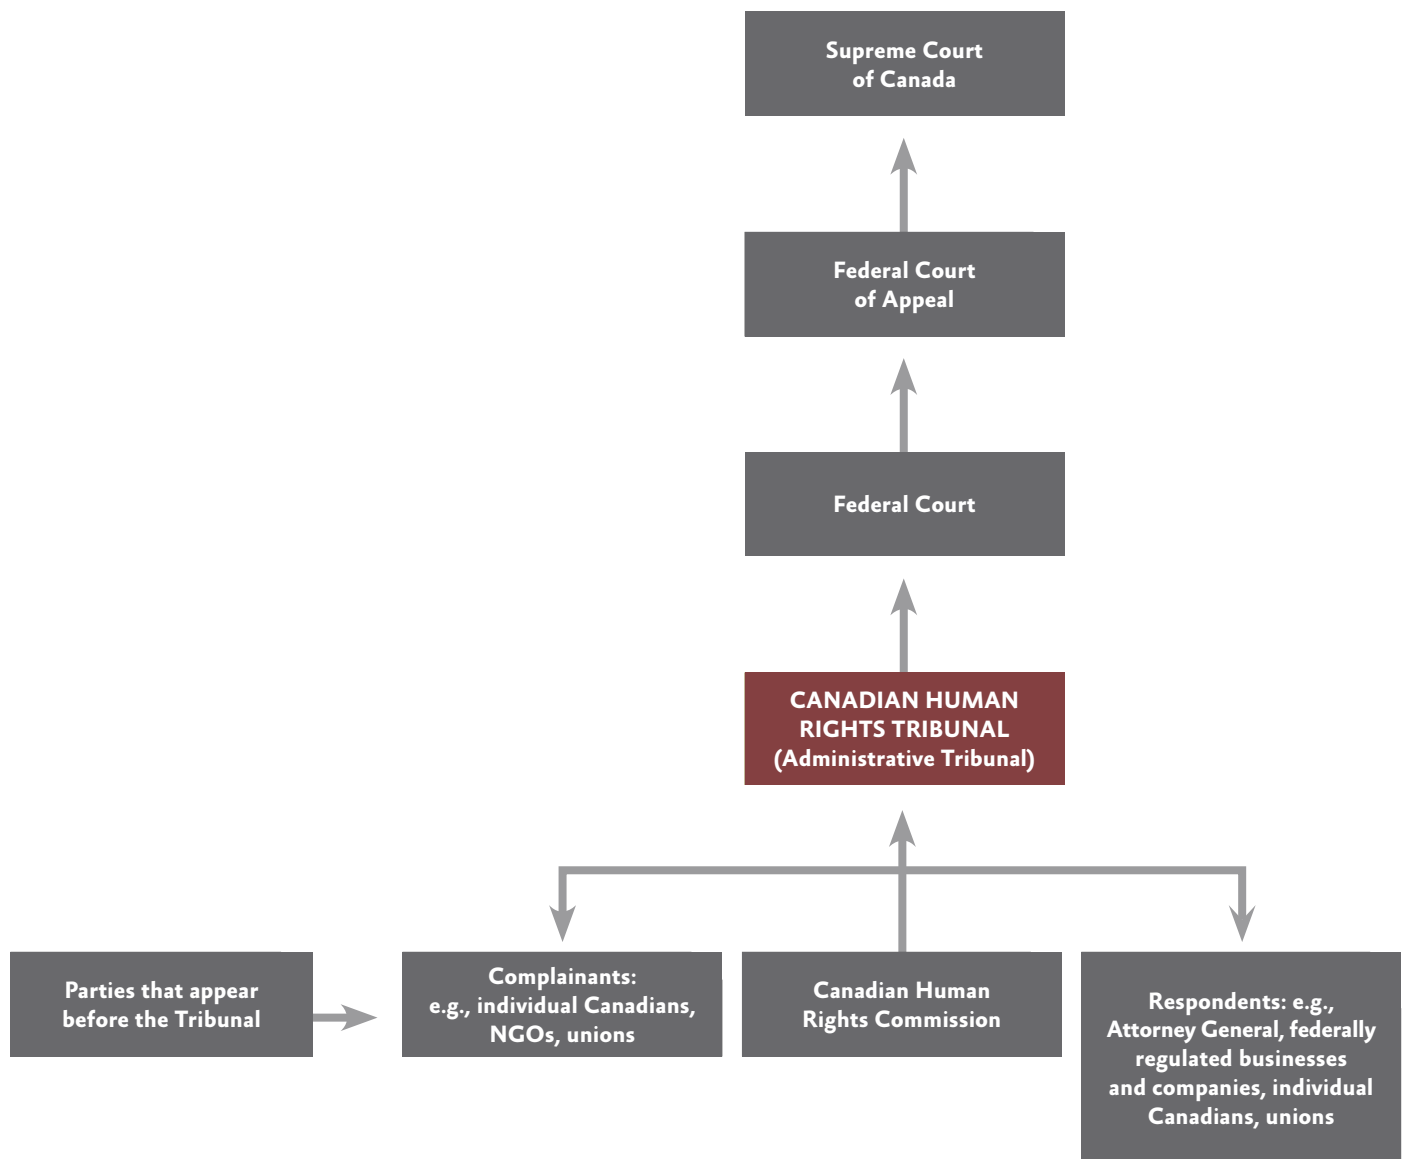 Supreme Court
of Canada
Federal Court
of Appeal
Federal Court
CANADIAN HUMAN
RIGHTS TRIBUNAL
(Administrative Tribunal)
Parties that appear
before the Tribunal
Complainants:
e.g., individual Canadians,
NGOs, unions
Canadian Human
Rights Commission
Respondents: e.g.,
Attorney General, federally
regulated businesses
and companies, individual
Canadians, unions